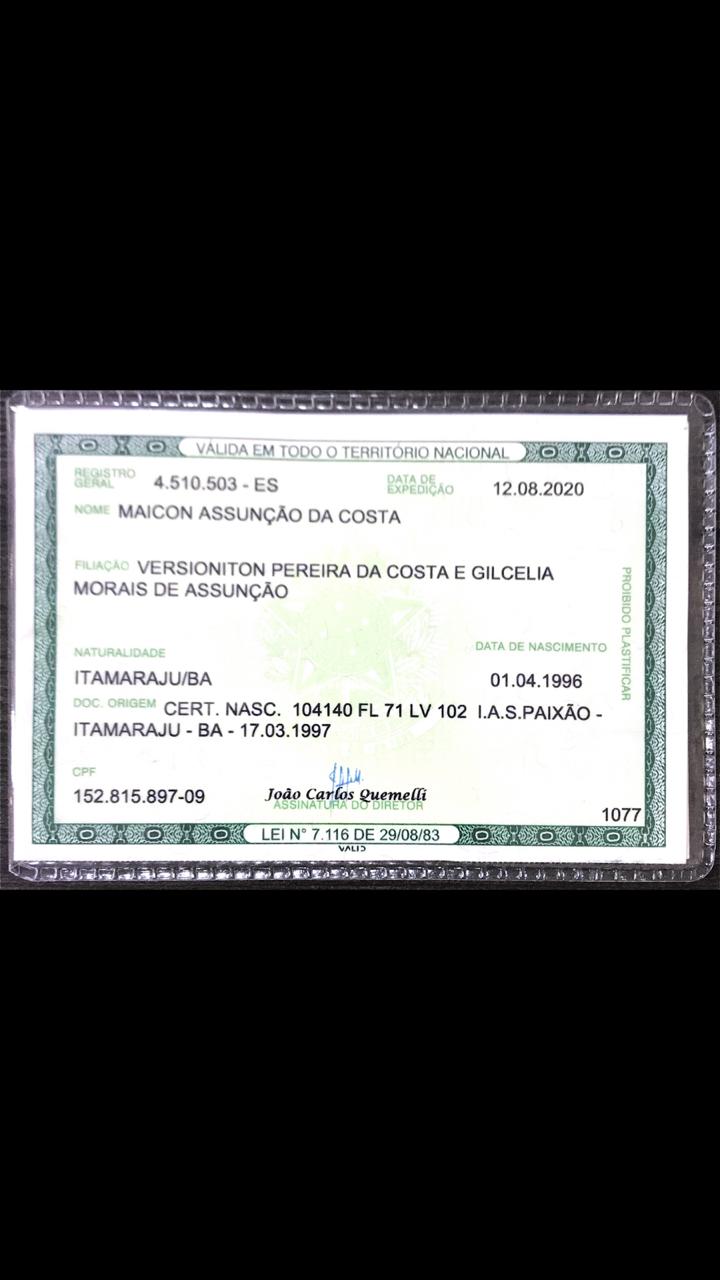 VÁLIDA EM TODO O TERRITÓRIO NACIONAL
REGISTRO GERAL 4.510.503 - ES DATA DE EXPEDIÇÃO 12.08.2020
NOME MAICON ASSUNÇÃO DA COSTA
FILIAÇÃO VERSIONITON PEREIRA DA COSTA E GILCELIA
MORAIS DE ASSUNÇÃO
PROIBIDO PLASTIFICAR
NATURALIDADE DATA DE NASCIMENTO
ITAMARAJU/BA 01.04.1996
DOC. ORIGEM CERT. NASC. 104140 FL 71 LV 102 I.A.S.PAIXÃO -
ITAMARAJU - BA - 17.03.1997
CPF
152.815.897-09 João Carlos Quemelli
ASSINATURA DO DIRETOR
1077
LEI N° 7.116 DE 29/08/83
VALID